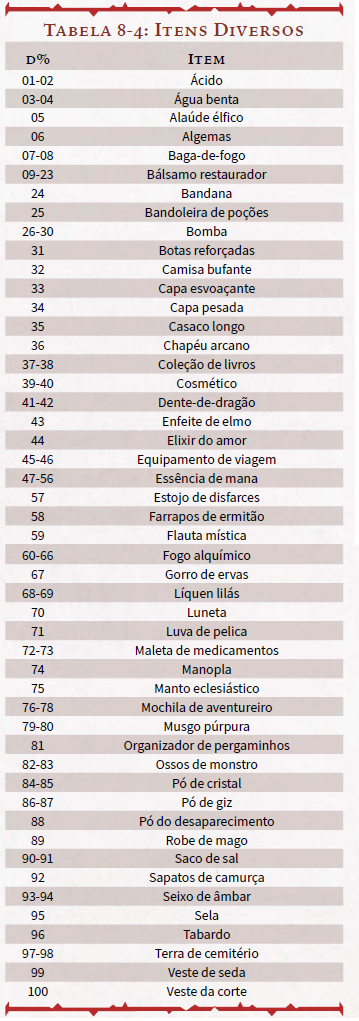 Tabela 8-4: Itens Diversos
d% Item
01-02 Ácido
03-04 Água benta
05 Alaúde élfico
06 Algemas
07-08 Baga-de-fogo
09-23 Bálsamo restaurador
24 Bandana
25 Bandoleira de poções
26-30 Bomba
31 Botas reforçadas
32 Camisa bufante
33 Capa esvoaçante
34 Capa pesada
35 Casaco longo
36 Chapéu arcano
37-38 Coleção de livros
39-40 Cosmético
41-42 Dente-de-dragão
43 Enfeite de elmo
44 Elixir do amor
45-46 Equipamento de viagem
47-56 Essência de mana
57 Estojo de disfarces
58 Farrapos de ermitão
59 Flauta mística
60-66 Fogo alquímico
67 Gorro de ervas
68-69 Líquen lilás
70 Luneta
71 Luva de pelica
72-73 Maleta de medicamentos
74 Manopla
75 Manto eclesiástico
76-78 Mochila de aventureiro
79-80 Musgo púrpura
81 Organizador de pergaminhos
82-83 Ossos de monstro
84-85 Pó de cristal
86-87 Pó de giz
88 Pó do desaparecimento
89 Robe de mago
90-91 Saco de sal
92 Sapatos de camurça
93-94 Seixo de âmbar
95 Sela
96 Tabardo
97-98 Terra de cemitério
99 Veste de seda
100 Veste da corte